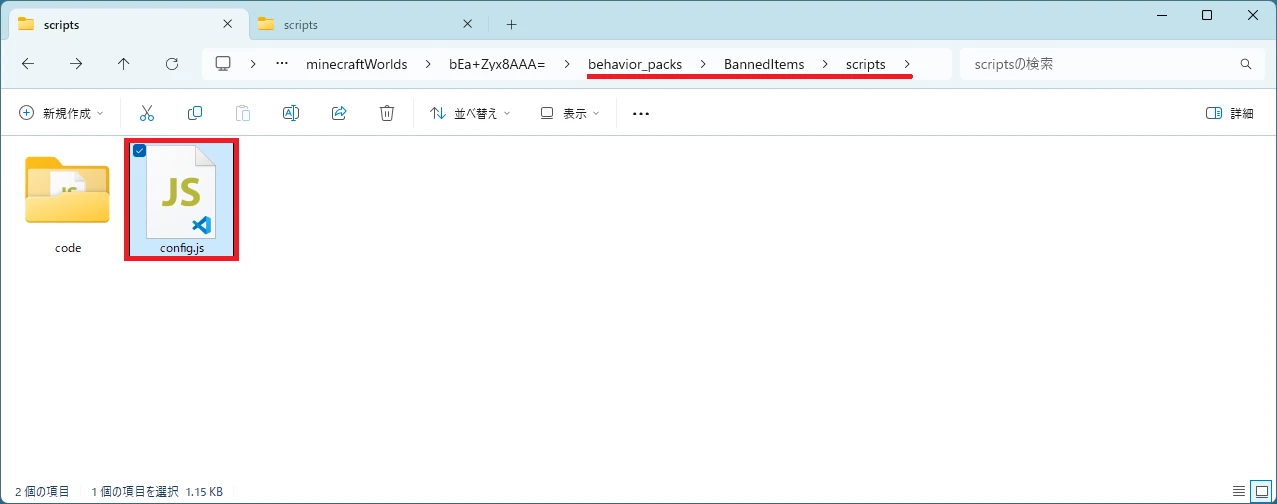 scripts
scripts
minecraftWorlds
bEa+Zyx8AAA=
behavior_packs
BannedItems
scripts
scriptsの検索
新規作成
並べ替え
表示
詳細
JS
code
JS
config.js
2 個の項目
1 個の項目を選択 1.15 KB